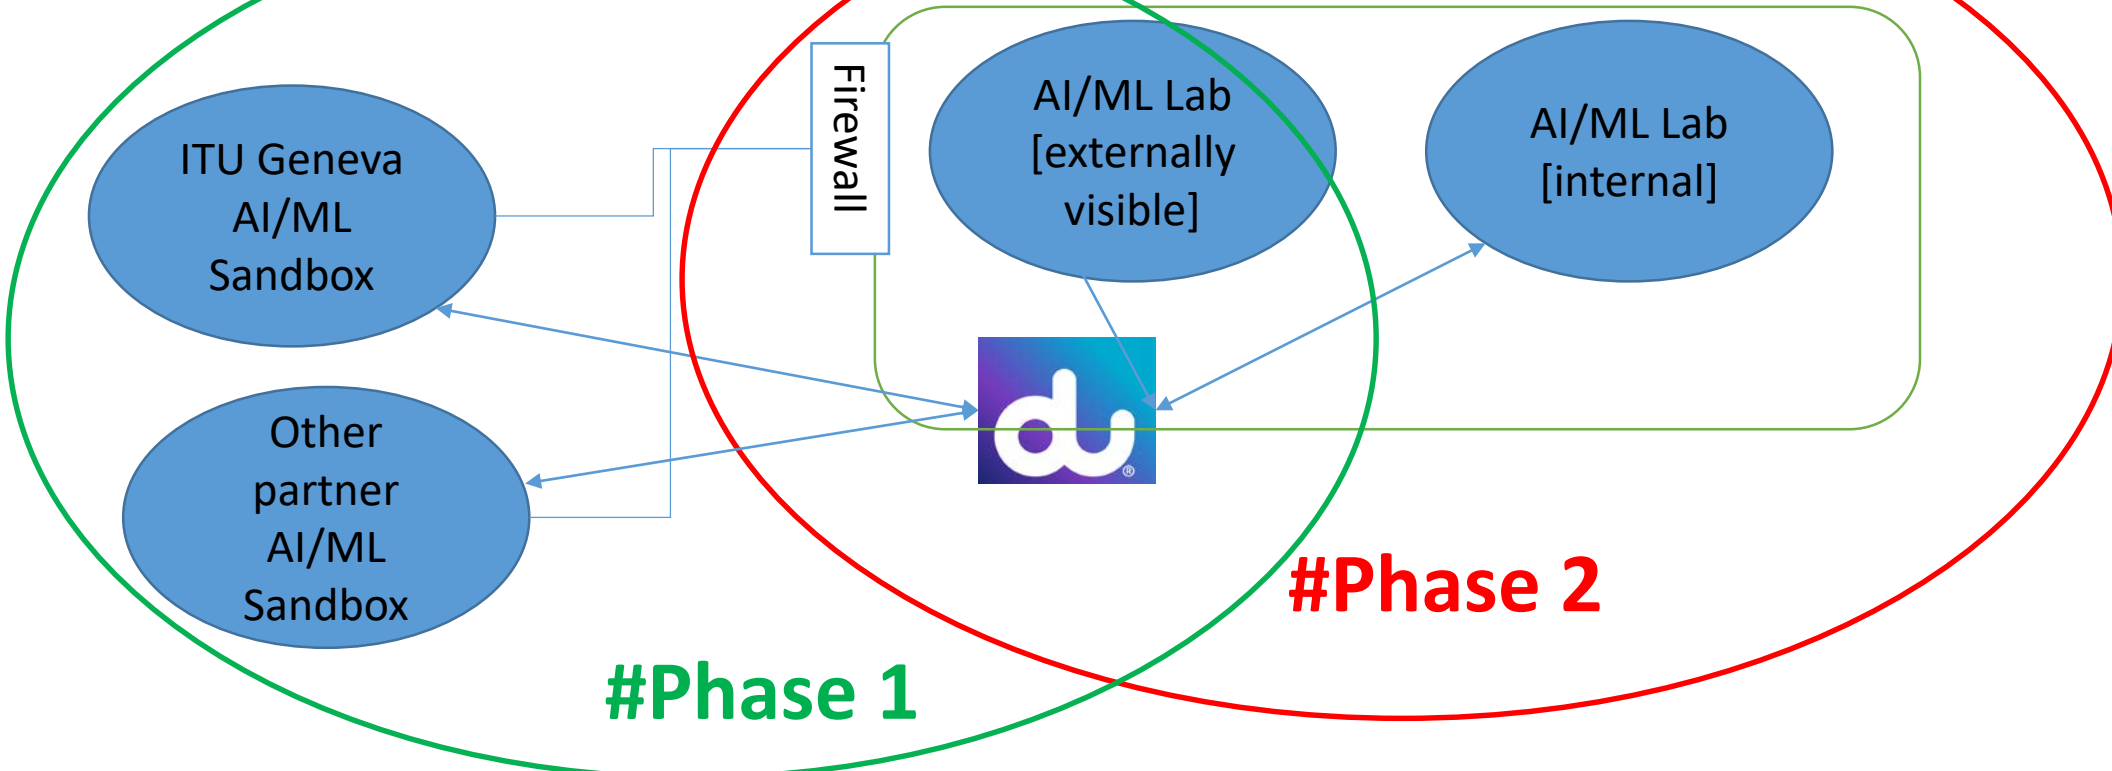 ITU Geneva
AI/ML
Sandbox
Other
partner
AI/ML
Sandbox
Firewall
AI/ML Lab
[externally
visible]
AI/ML Lab
[internal]
du
®
#Phase 1
#Phase 2